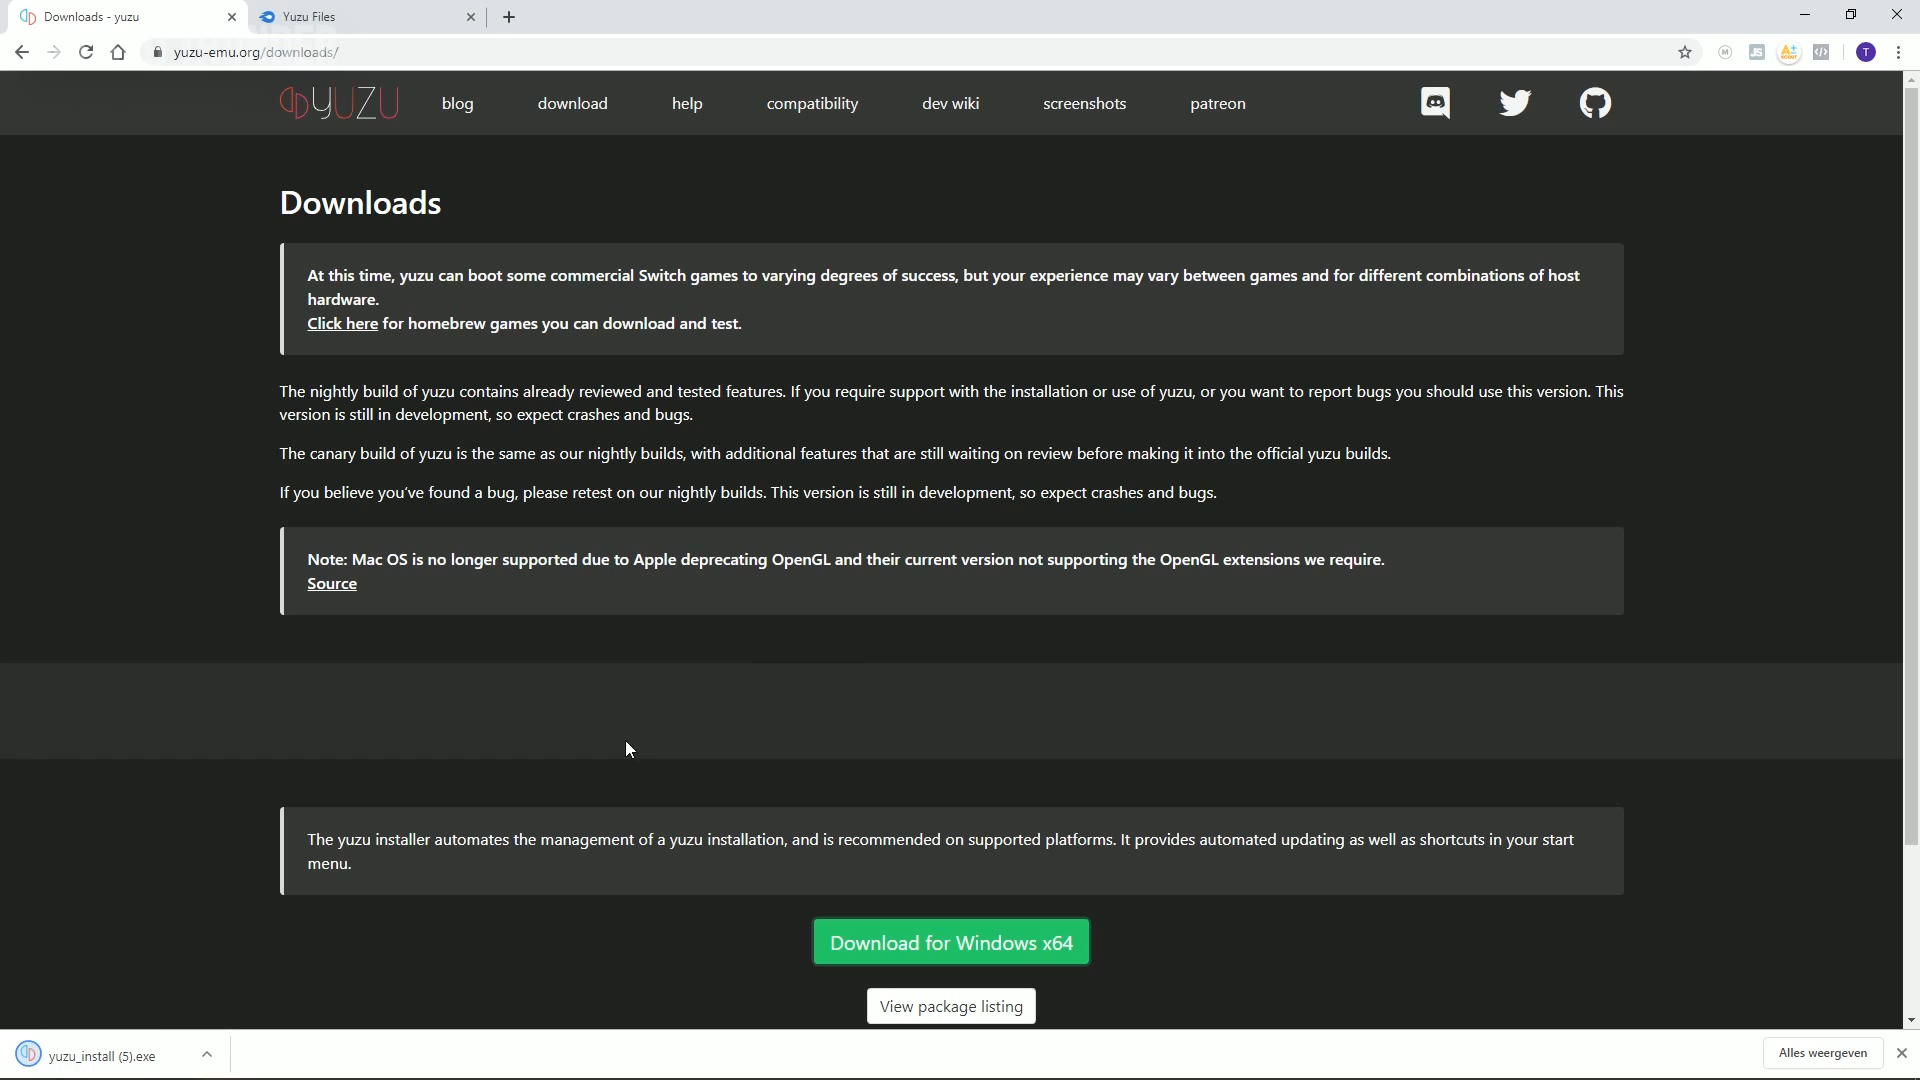 Downloads - yuzu
Yuzu Files
yuzu-emu.org/downloads/
yuzu
blog
download
help
compatibility
dev wiki
screenshots
patreon
Downloads
At this time, yuzu can boot some commercial Switch games to varying degrees of success, but your experience may vary between games and for different combinations of host
hardware.
Click here for homebrew games you can download and test.
The nightly build of yuzu contains already reviewed and tested features. If you require support with the installation or use of yuzu, or you want to report bugs you should use this version. This
version is still in development, so expect crashes and bugs.
The canary build of yuzu is the same as our nightly builds, with additional features that are still waiting on review before making it into the official yuzu builds.
If you believe you've found a bug, please retest on our nightly builds. This version is still in development, so expect crashes and bugs.
Note: Mac OS is no longer supported due to Apple deprecating OpenGL and their current version not supporting the OpenGL extensions we require.
Source
The yuzu installer automates the management of a yuzu installation, and is recommended on supported platforms. It provides automated updating as well as shortcuts in your start
menu.
Download for Windows x64
View package listing
yuzu_install (5).exe
Alles weergeven